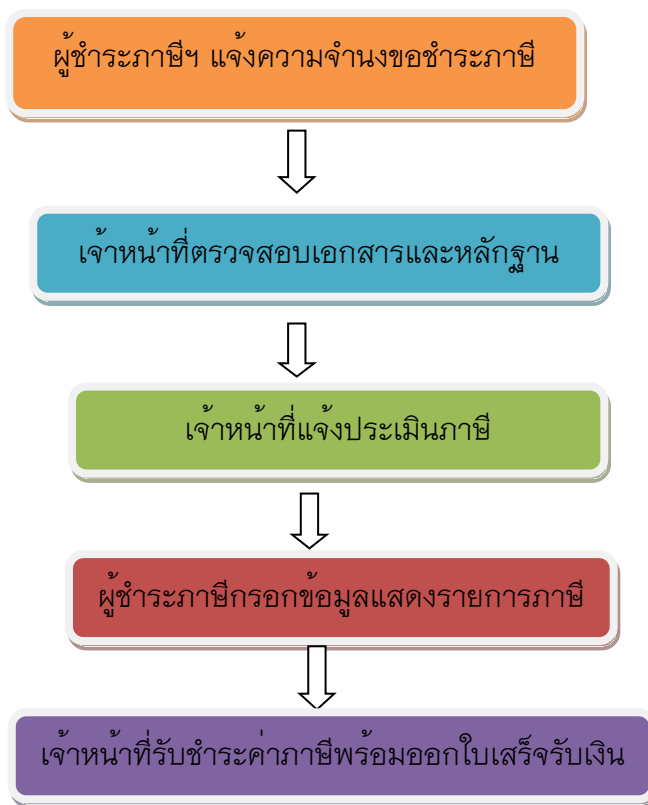 ผู้ชำระภาษีฯ แจ้งความจำนงขอชำระภาษี
เจ้าหน้าที่ตรวจสอบเอกสารและหลักฐาน
เจ้าหน้าที่แจ้งประเมินภาษี
ผู้ชำระภาษีกรอกข้อมูลแสดงรายการภาษี
เจ้าหน้าที่รับชำระค่าภาษีพร้อมออกใบเสร็จรับเงิน